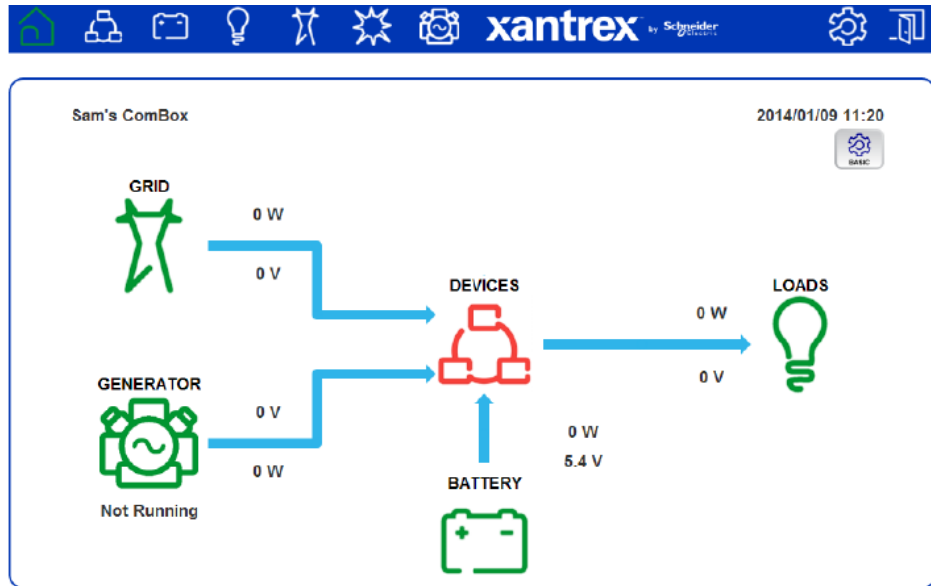 xantrex by Schneider Electric
Sam's ComBox
2014/01/09 11:20
BASIC
GRID
0 W
0 V
DEVICES
LOADS
0 W
0 V
GENERATOR
0 V
0 W
Not Running
0 W
5.4 V
BATTERY
+ -